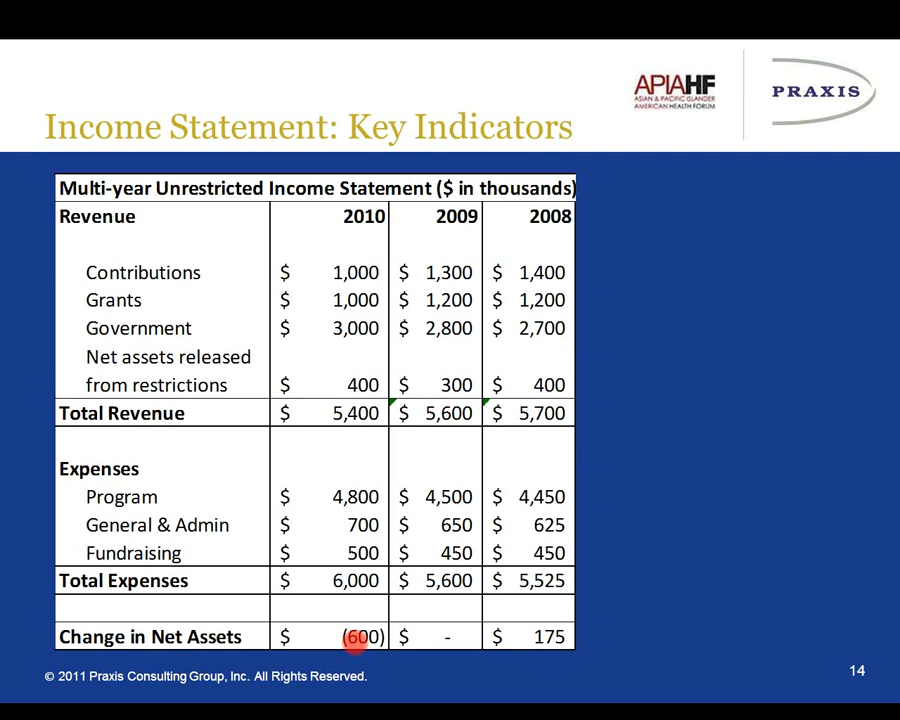 APIAHF
ASIAN & PACIFIC ISLANDER
AMERICAN HEALTH FORUM
PRAXIS
Income Statement: Key Indicators
Multi-year Unrestricted Income Statement ($ in thousands)
Revenue 2010 2009 2008
Contributions $ 1,000 $ 1,300 $ 1,400
Grants $ 1,000 $ 1,200 $ 1,200
Government $ 3,000 $ 2,800 $ 2,700
Net assets released
from restrictions $ 400 $ 300 $ 400
Total Revenue $ 5,400 $ 5,600 $ 5,700
Expenses
Program $ 4,800 $ 4,500 $ 4,450
General & Admin $ 700 $ 650 $ 625
Fundraising $ 500 $ 450 $ 450
Total Expenses $ 6,000 $ 5,600 $ 5,525
Change in Net Assets $ (600) $ - $ 175
© 2011 Praxis Consulting Group, Inc. All Rights Reserved.
14